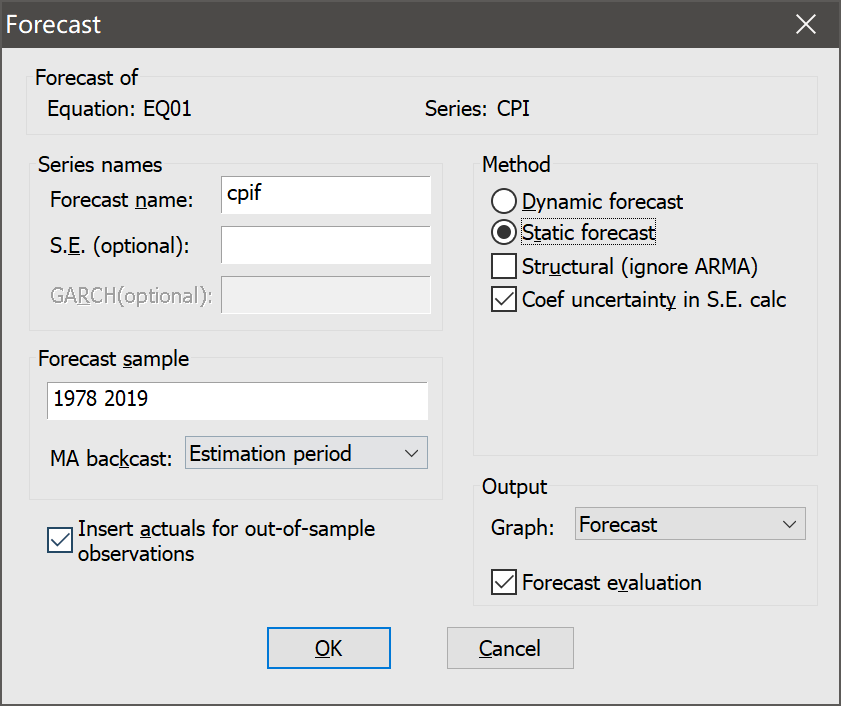 Forecast
Forecast of
Equation: EQ01 Series: CPI
Series names
Forecast name: cpif
S.E. (optional):
GARCH(optional):
Forecast sample
1978 2019
MA backcast: Estimation period
Insert actuals for out-of-sample
observations
Method
Dynamic forecast
Static forecast
Structural (ignore ARMA)
Coef uncertainty in S.E. calc
Output
Graph: Forecast
Forecast evaluation
OK Cancel